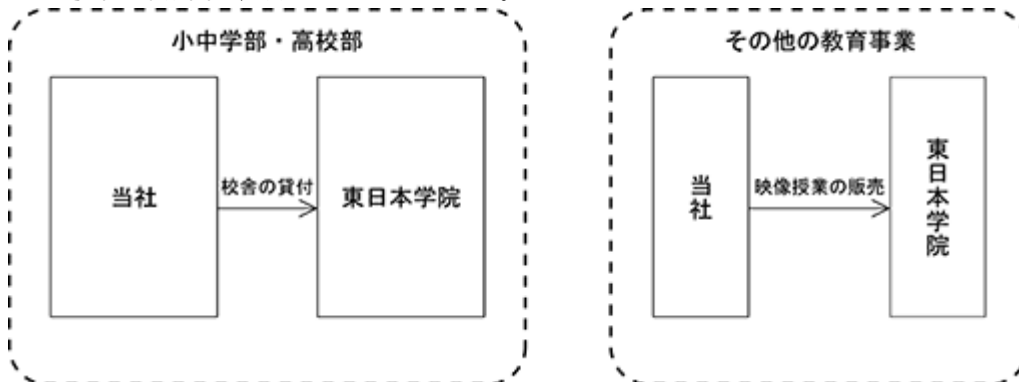 小中学部・高校部
当社
校舎の貸付
東日本学院
その他の教育事業
当社
映像授業の販売
東日本学院